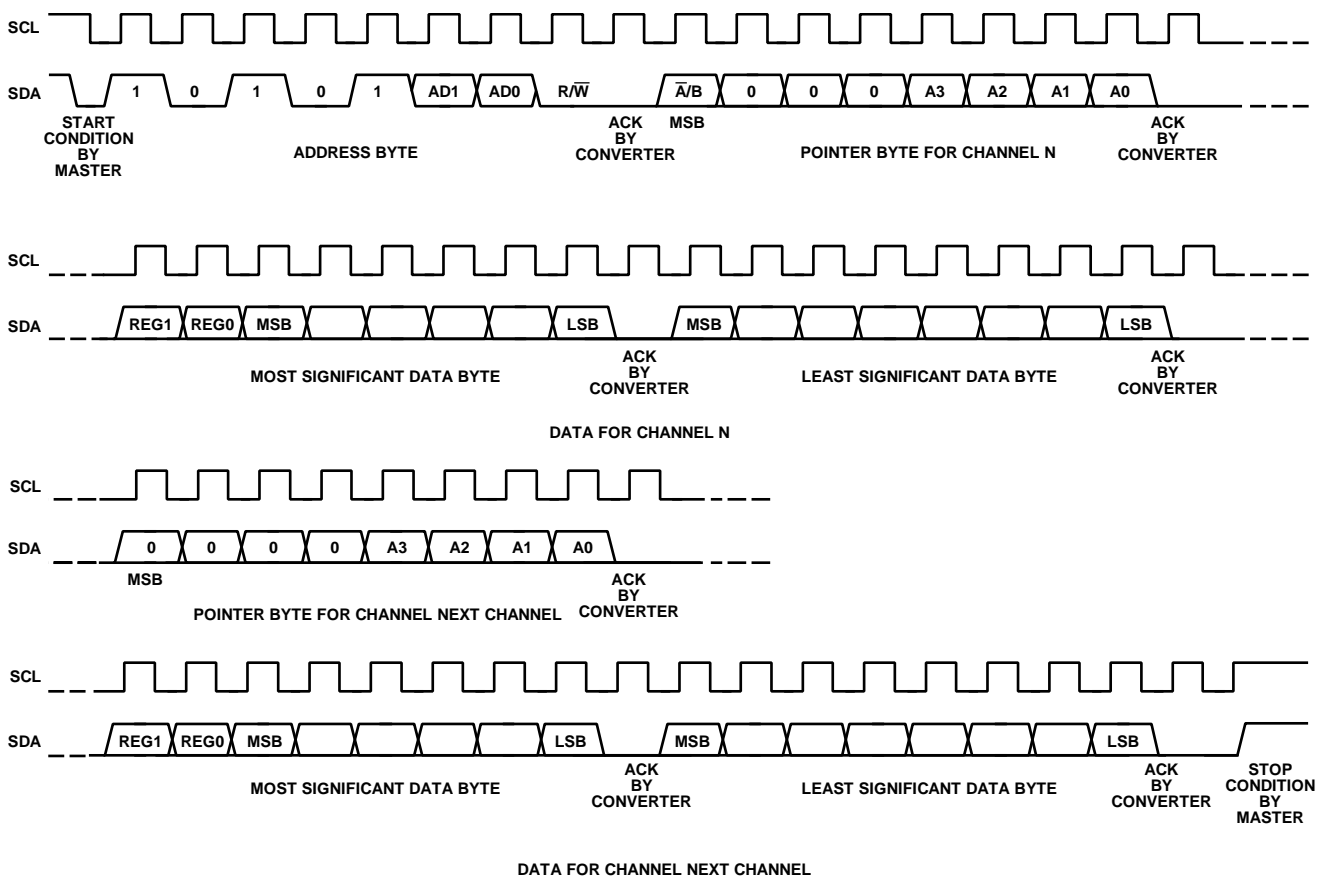 SCL
SDA
1 0 1 0 1 AD1 AD0 R/W̅ A̅/B 0 0 0 A3 A2 A1 A0
START
CONDITION
BY
MASTER
ADDRESS BYTE
ACK
BY
CONVERTER
MSB
POINTER BYTE FOR CHANNEL N
ACK
BY
CONVERTER
SCL
SDA
REG1 REG0 MSB LSB MSB LSB
MOST SIGNIFICANT DATA BYTE
ACK
BY
CONVERTER
LEAST SIGNIFICANT DATA BYTE
ACK
BY
CONVERTER
DATA FOR CHANNEL N
SCL
SDA
0 0 0 0 A3 A2 A1 A0
MSB
POINTER BYTE FOR CHANNEL NEXT CHANNEL
ACK
BY
CONVERTER
SCL
SDA
REG1 REG0 MSB LSB MSB LSB
MOST SIGNIFICANT DATA BYTE
ACK
BY
CONVERTER
LEAST SIGNIFICANT DATA BYTE
ACK
BY
CONVERTER
STOP
CONDITION
BY
MASTER
DATA FOR CHANNEL NEXT CHANNEL